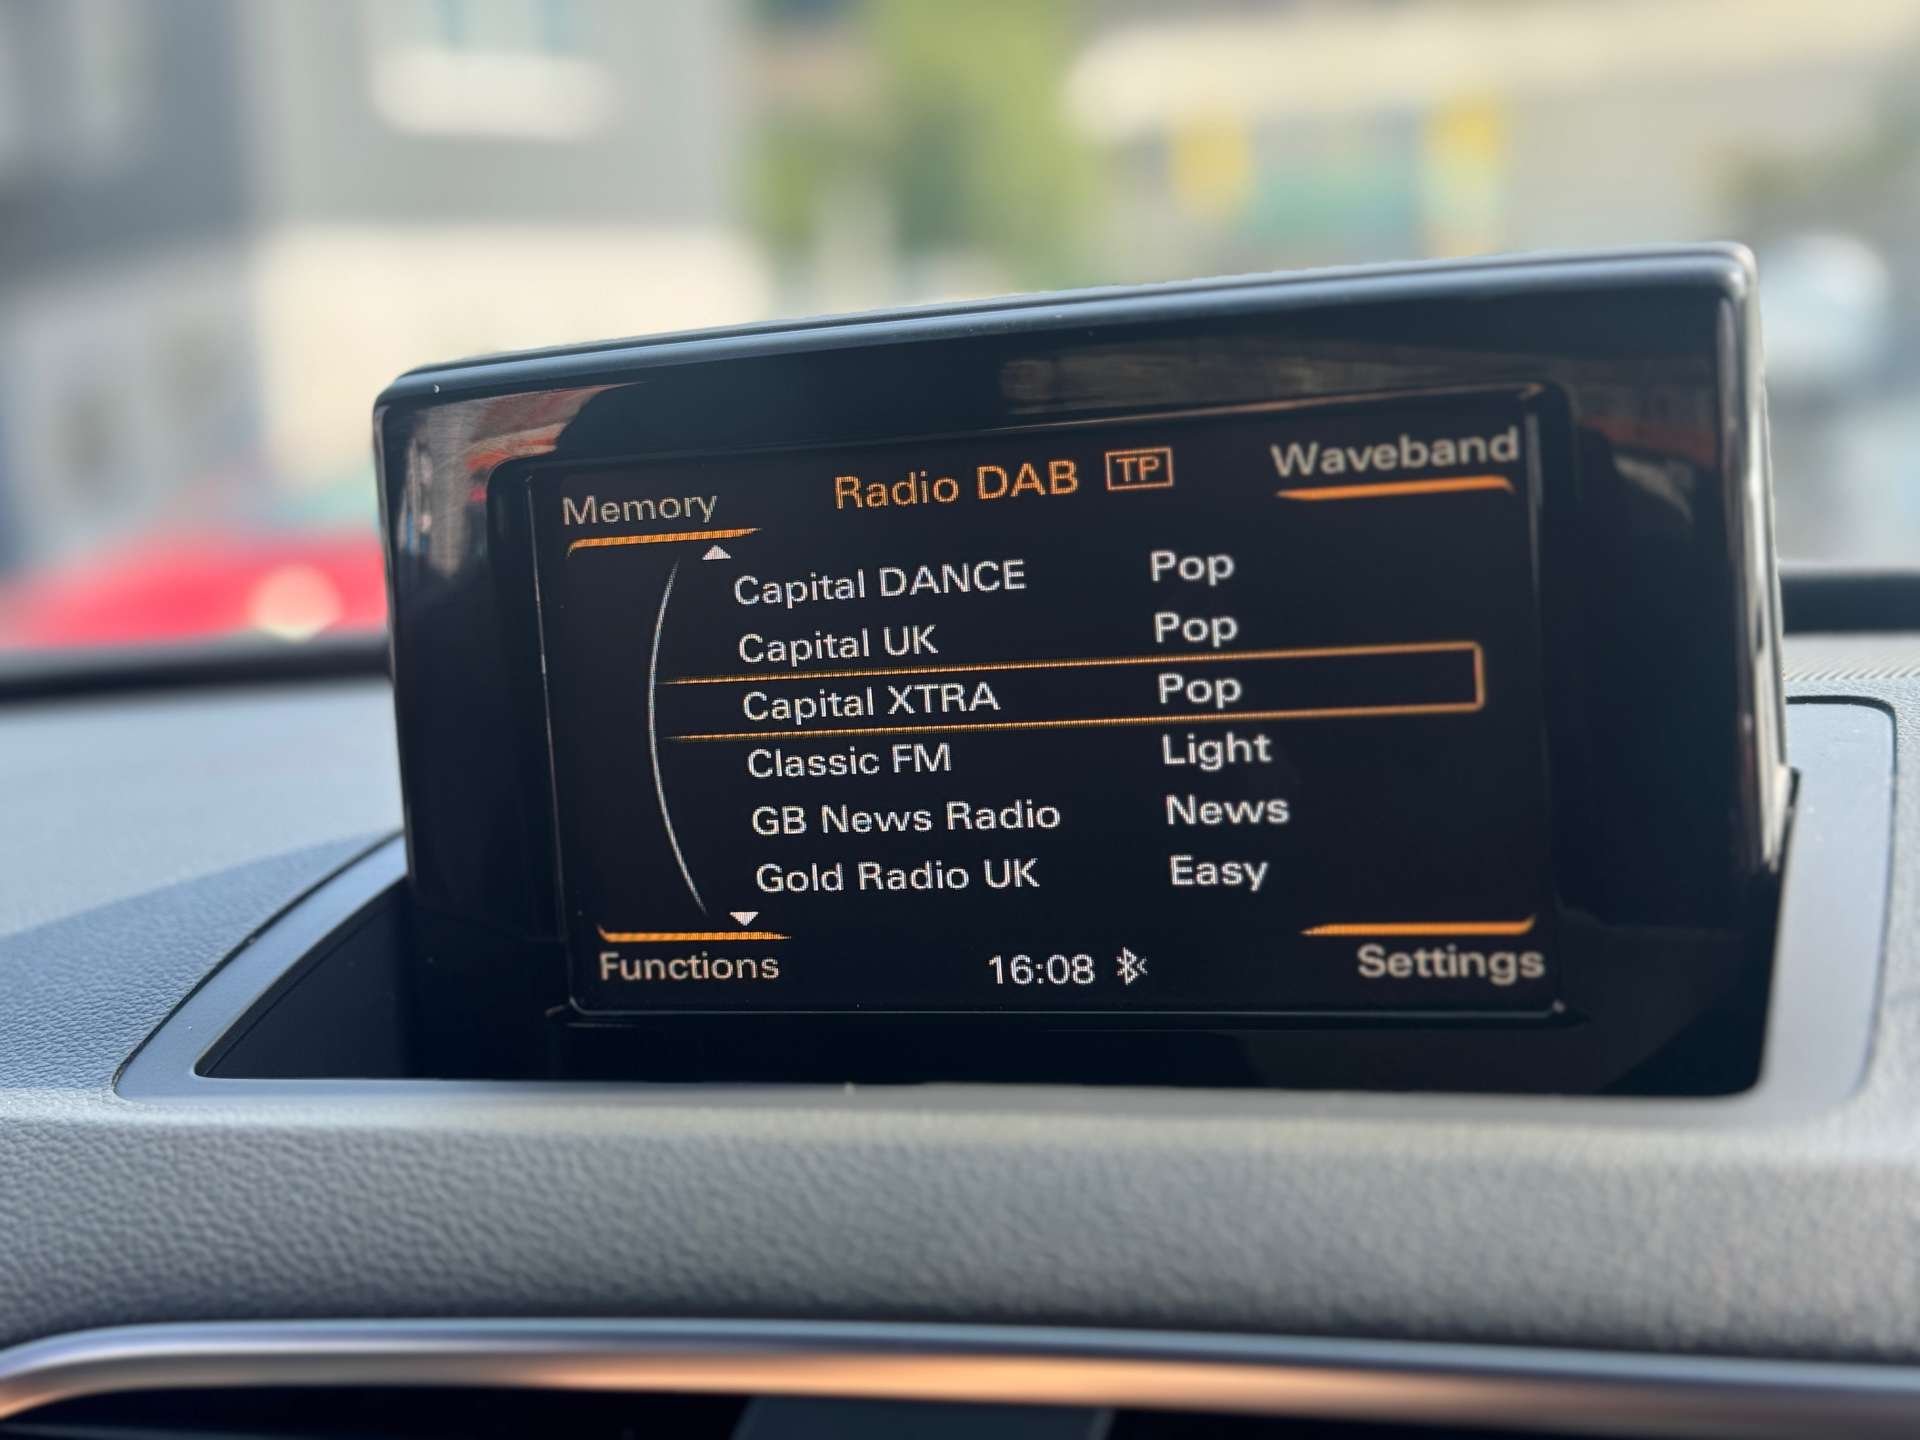 Memory Radio DAB TP Waveband
Capital DANCE Pop
Capital UK Pop
Capital XTRA Pop
Classic FM Light
GB News Radio News
Gold Radio UK Easy
Functions 16:08 Settings